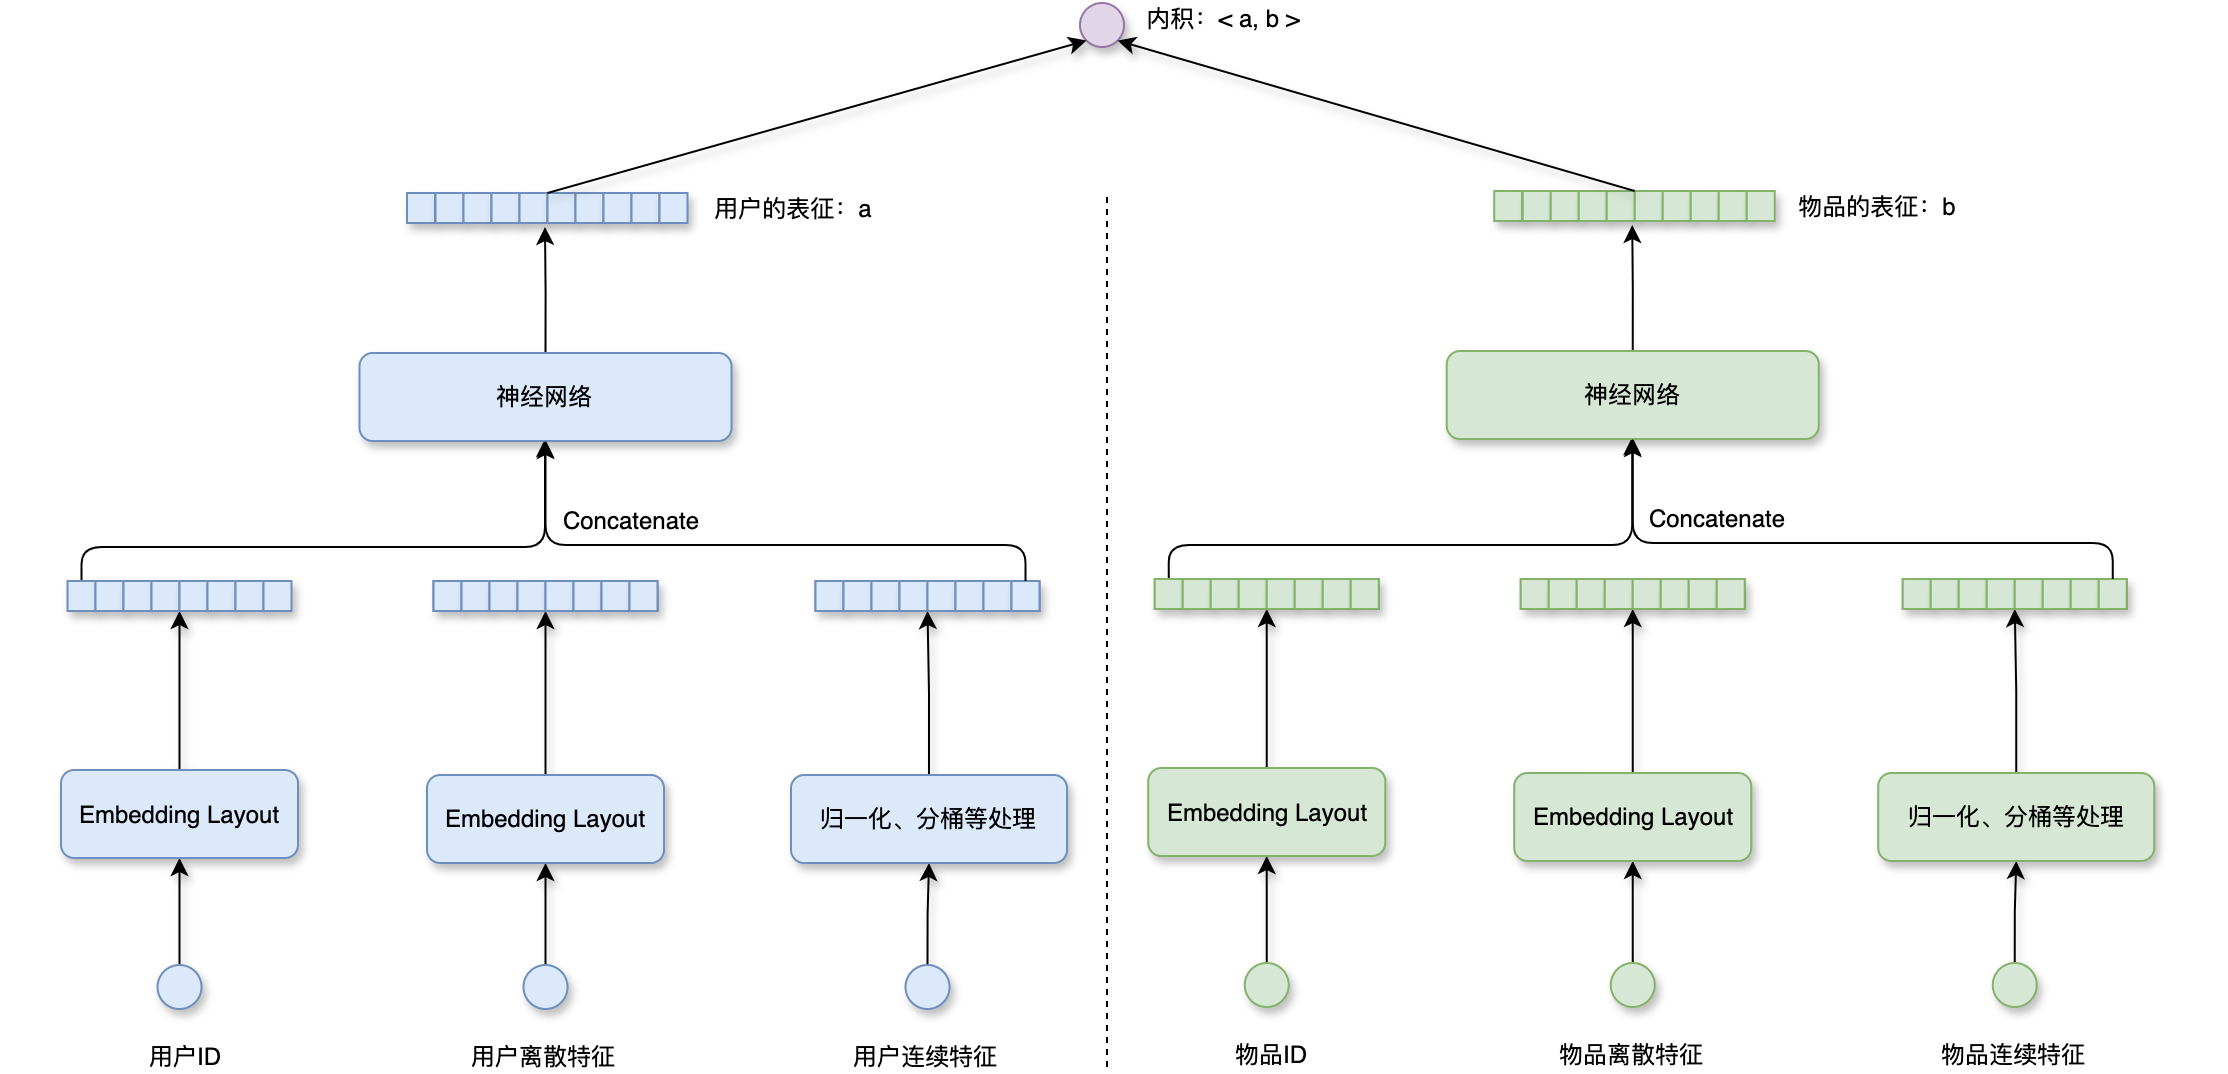 内积：< a, b >
用户的表征：a
物品的表征：b
神经网络
神经网络
Concatenate
Concatenate
Embedding Layout
Embedding Layout
归一化、分桶等处理
Embedding Layout
Embedding Layout
归一化、分桶等处理
用户ID
用户离散特征
用户连续特征
物品ID
物品离散特征
物品连续特征